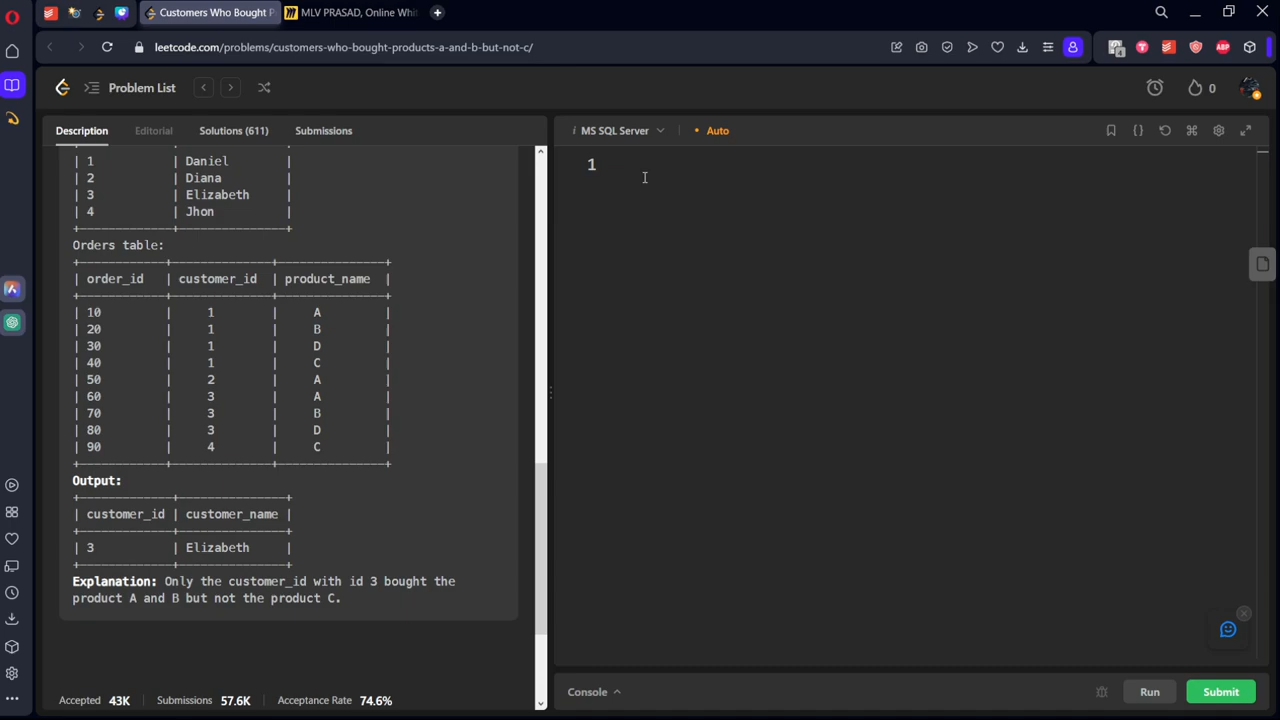 Customers Who Bought P
MLV PRASAD, Online Whit
leetcode.com/problems/customers-who-bought-products-a-and-b-but-not-c/
4
ABP
Problem List
0
Description
Editorial
Solutions (611)
Submissions
i MS SQL Server
• Auto
| 1 | Daniel |
| 2 | Diana |
| 3 | Elizabeth |
| 4 | Jhon |
+-----------+---------------+
Orders table:
+------------+--------------+---------------+
| order_id | customer_id | product_name |
+------------+--------------+---------------+
| 10 | 1 | A |
| 20 | 1 | B |
| 30 | 1 | D |
| 40 | 1 | C |
| 50 | 2 | A |
| 60 | 3 | A |
| 70 | 3 | B |
| 80 | 3 | D |
| 90 | 4 | C |
+------------+--------------+---------------+
Output:
+-------------+---------------+
| customer_id | customer_name |
+-------------+---------------+
| 3 | Elizabeth |
+-------------+---------------+
Explanation: Only the customer_id with id 3 bought the
product A and B but not the product C.
Accepted 43K
Submissions 57.6K
Acceptance Rate 74.6%
1
Console
Run
Submit